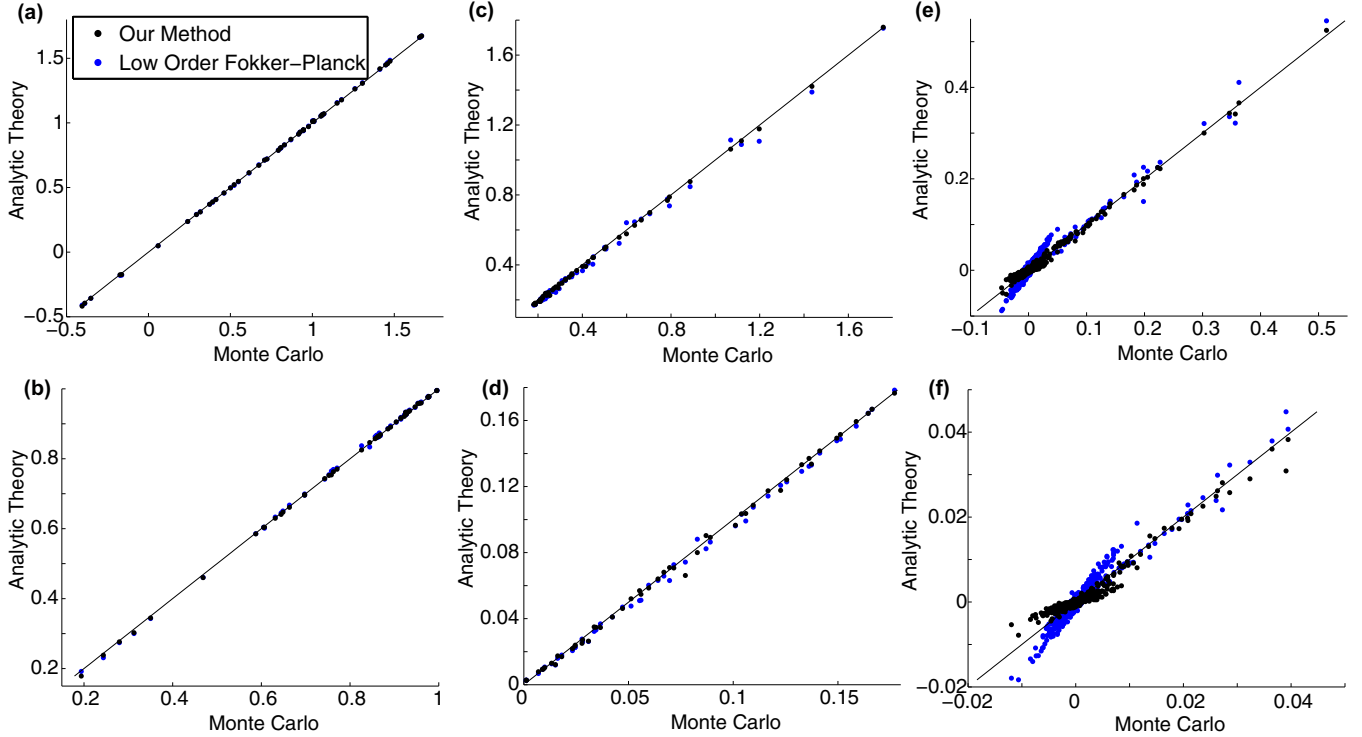 (a)
Our Method
Low Order Fokker−Planck
Analytic Theory
1.5
1
0.5
0
−0.5
−0.5
0
0.5
1
1.5
Monte Carlo
(c)
Analytic Theory
1.6
1.2
0.8
0.4
0.4
0.8
1.2
1.6
Monte Carlo
(e)
Analytic Theory
0.4
0.2
0
−0.1
0
0.1
0.2
0.3
0.4
0.5
Monte Carlo
(b)
Analytic Theory
0.8
0.6
0.4
0.2
0.2
0.4
0.6
0.8
1
Monte Carlo
(d)
Analytic Theory
0.16
0.12
0.08
0.04
0
0
0.05
0.1
0.15
Monte Carlo
(f)
Analytic Theory
0.04
0.02
0
−0.02
−0.02
0
0.02
0.04
Monte Carlo